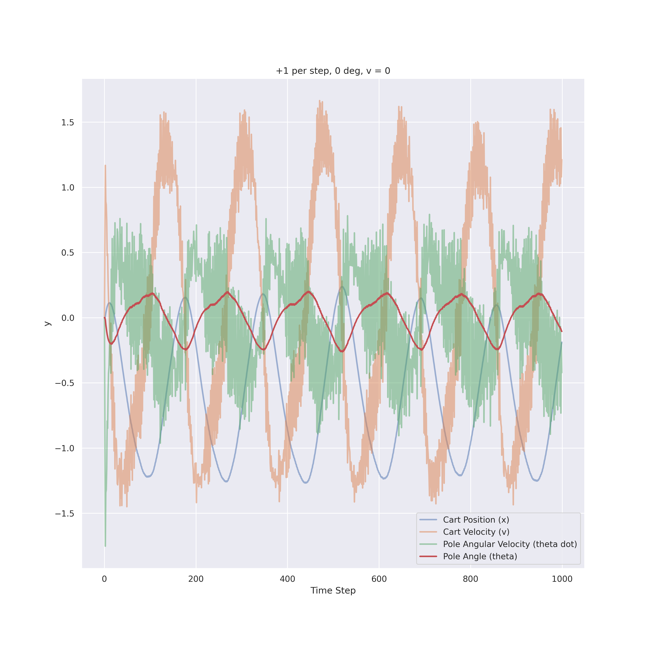 +1 per step, 0 deg, v = 0
1.5
1.0
0.5
0.0
−0.5
−1.0
−1.5
y
0
200
400
600
800
1000
Time Step
Cart Position (x)
Cart Velocity (v)
Pole Angular Velocity (theta dot)
Pole Angle (theta)